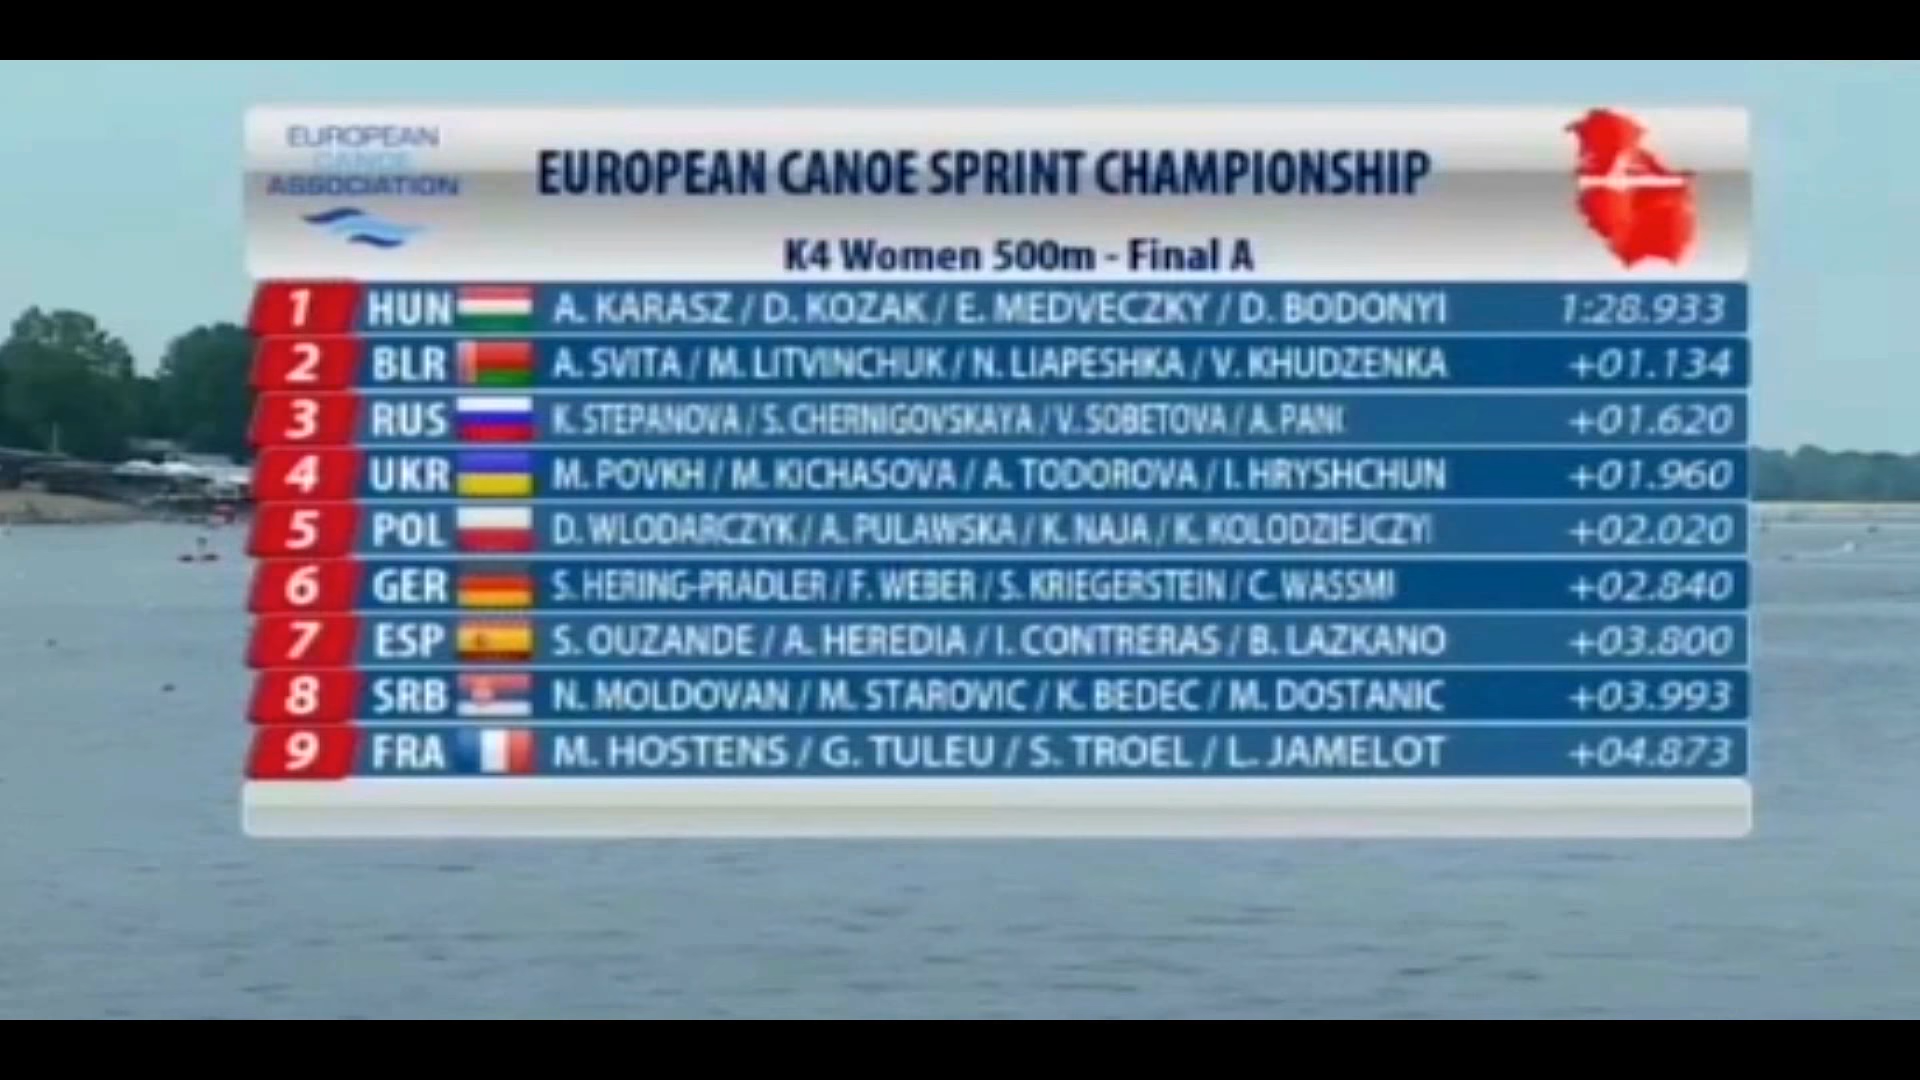 EUROPEAN
CANOE
ASSOCIATION
EUROPEAN CANOE SPRINT CHAMPIONSHIP
K4 Women 500m - Final A
1 HUN A. KARASZ / D. KOZAK / E. MEDVECZKY / D. BODONYI 1:28.933
2 BLR A. SVITA / M. LITVINCHUK / N. LIAPESHKA / V. KHUDZENKA +01.134
3 RUS K. STEPANOVA / S. CHERNIGOVSKAYA / V. SOBETOVA / A. PAN +01.620
4 UKR M. POVKH / M. KICHASOVA / A. TODOROVA / I. HRYSHCHUN +01.960
5 POL D. WLODARCZYK / A. PULAWSKA / K. NAJA / K. KOLODZIEJCZY +02.020
6 GER S. HERING-PRADLER / F. WEBER / S. KRIEGERSTEIN / C. WASSM +02.840
7 ESP S. OUZANDE / A. HEREDIA / I. CONTRERAS / B. LAZKANO +03.800
8 SRB N. MOLDOVAN / M. STAROVIC / K. BEDEC / M. DOSTANIC +03.993
9 FRA M. HOSTENS / G. TULEU / S. TROEL / L. JAMELOT +04.873